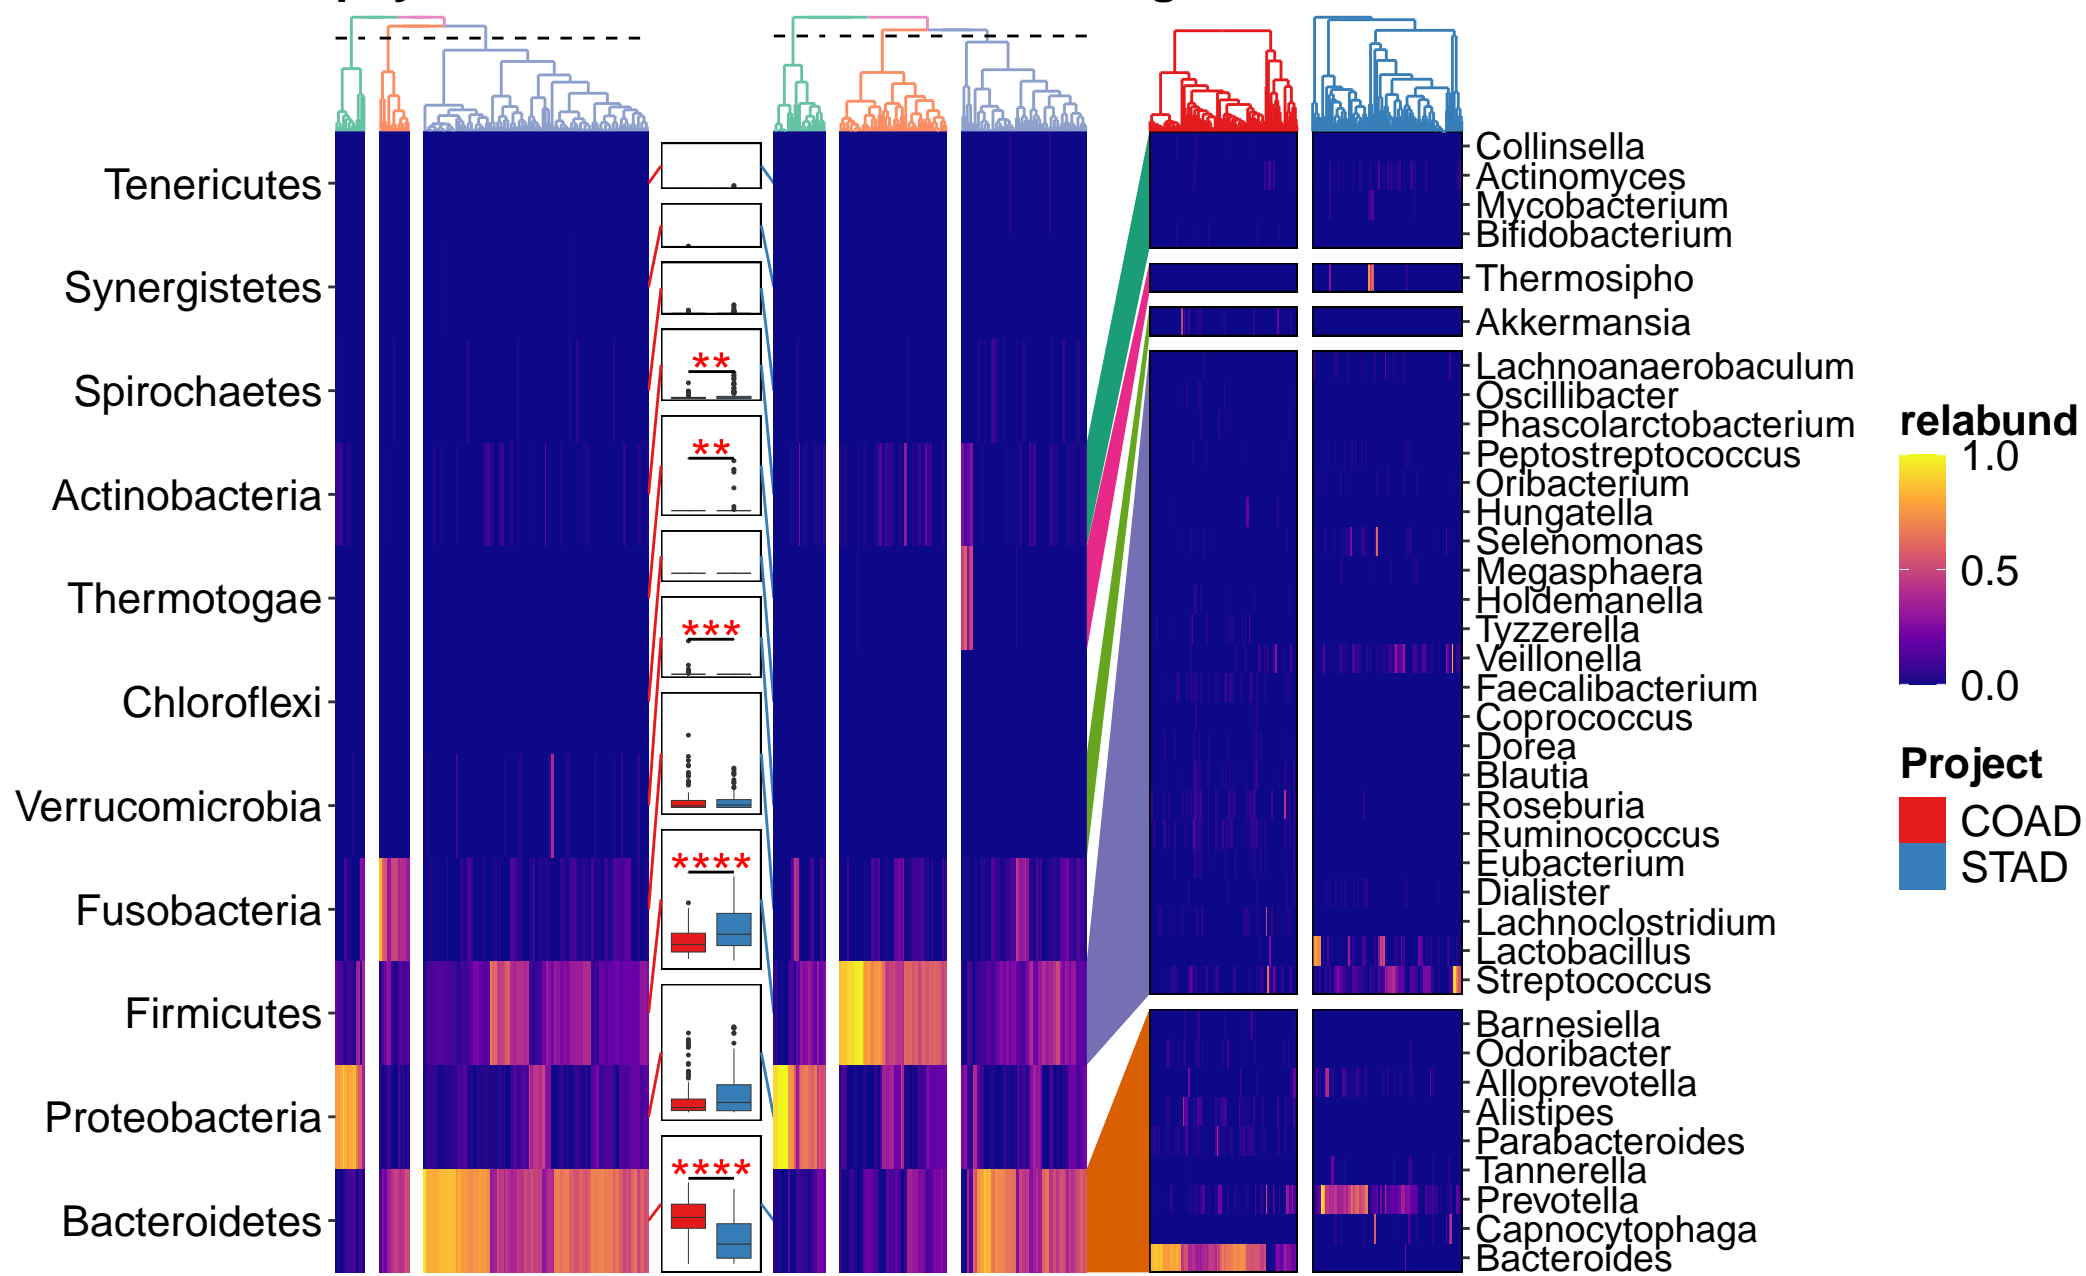 Tenericutes
Synergistetes
Spirochaetes
Actinobacteria
Thermotogae
Chloroflexi
Verrucomicrobia
Fusobacteria
Firmicutes
Proteobacteria
Bacteroidetes
**
**
***
****
****
Collinsella
Actinomyces
Mycobacterium
Bifidobacterium
Thermosipho
Akkermansia
Lachnoanaerobaculum
Oscillibacter
Phascolarctobacterium
Peptostreptococcus
Oribacterium
Hungatella
Selenomonas
Megasphaera
Holdemanella
Tyzzerella
Veillonella
Faecalibacterium
Coprococcus
Dorea
Blautia
Roseburia
Ruminococcus
Eubacterium
Dialister
Lachnoclostridium
Lactobacillus
Streptococcus
Barnesiella
Odoribacter
Alloprevotella
Alistipes
Parabacteroides
Tannerella
Prevotella
Capnocytophaga
Bacteroides
relabund
1.0
0.5
0.0
Project
COAD
STAD